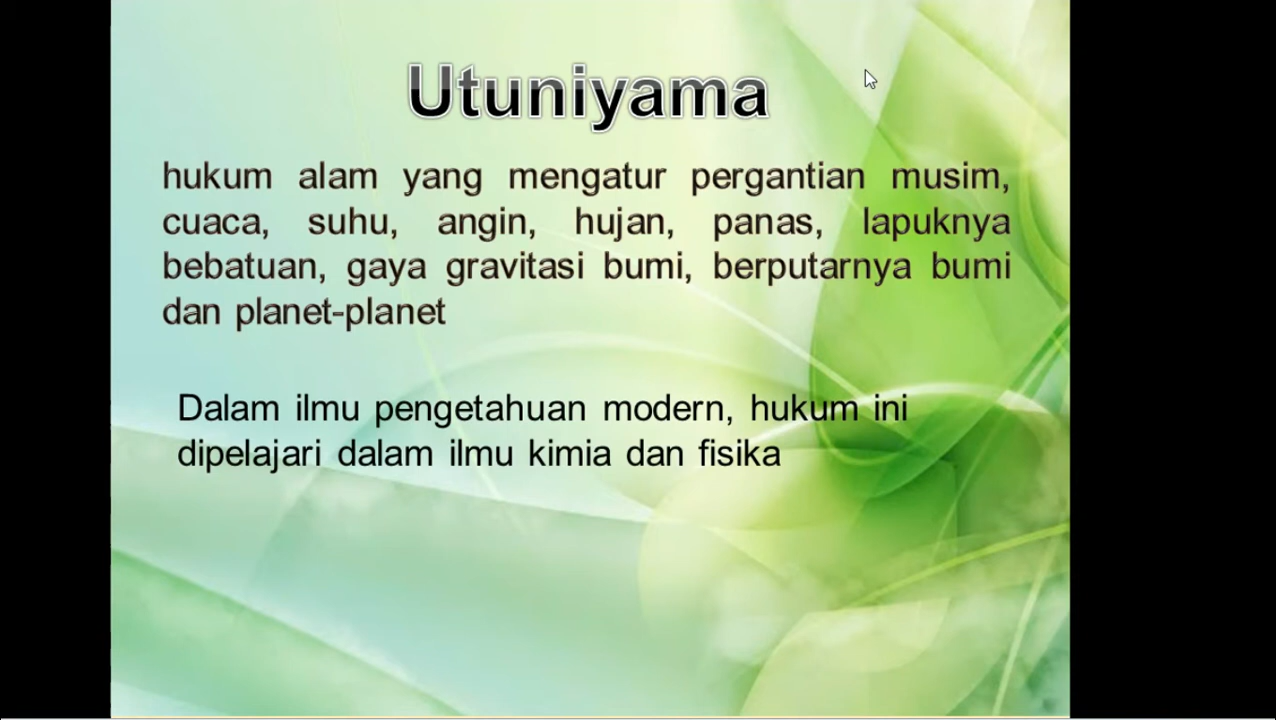 Utuniyama
hukum alam yang mengatur pergantian musim,
cuaca, suhu, angin, hujan, panas, lapuknya
bebatuan, gaya gravitasi bumi, berputarnya bumi
dan planet-planet
Dalam ilmu pengetahuan modern, hukum ini
dipelajari dalam ilmu kimia dan fisika